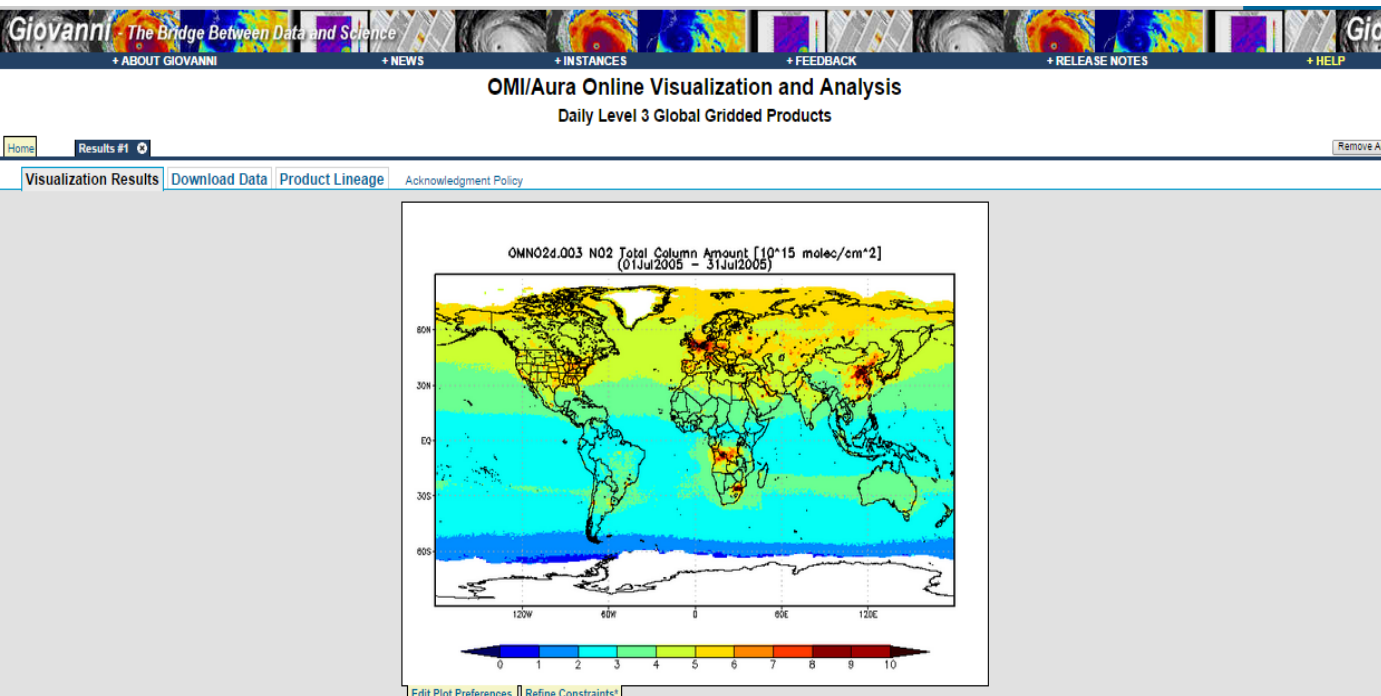 Giovanni - The Bridge Between Data and Science
Gio
+ ABOUT GIOVANNI + NEWS + INSTANCES + FEEDBACK + RELEASE NOTES + HELP
OMI/Aura Online Visualization and Analysis
Daily Level 3 Global Gridded Products
Home Results #1 Remove A
Visualization Results Download Data Product Lineage Acknowledgment Policy
OMNO2d.003 NO2 Total Column Amount [10^15 molec/cm^2]
(01Jul2005 - 31Jul2005)
60N
30N
EQ
30S
60S
120W 60W 0 60E 120E
0 1 2 3 4 5 6 7 8 9 10
Edit Plot Preferences Refine Constraints*